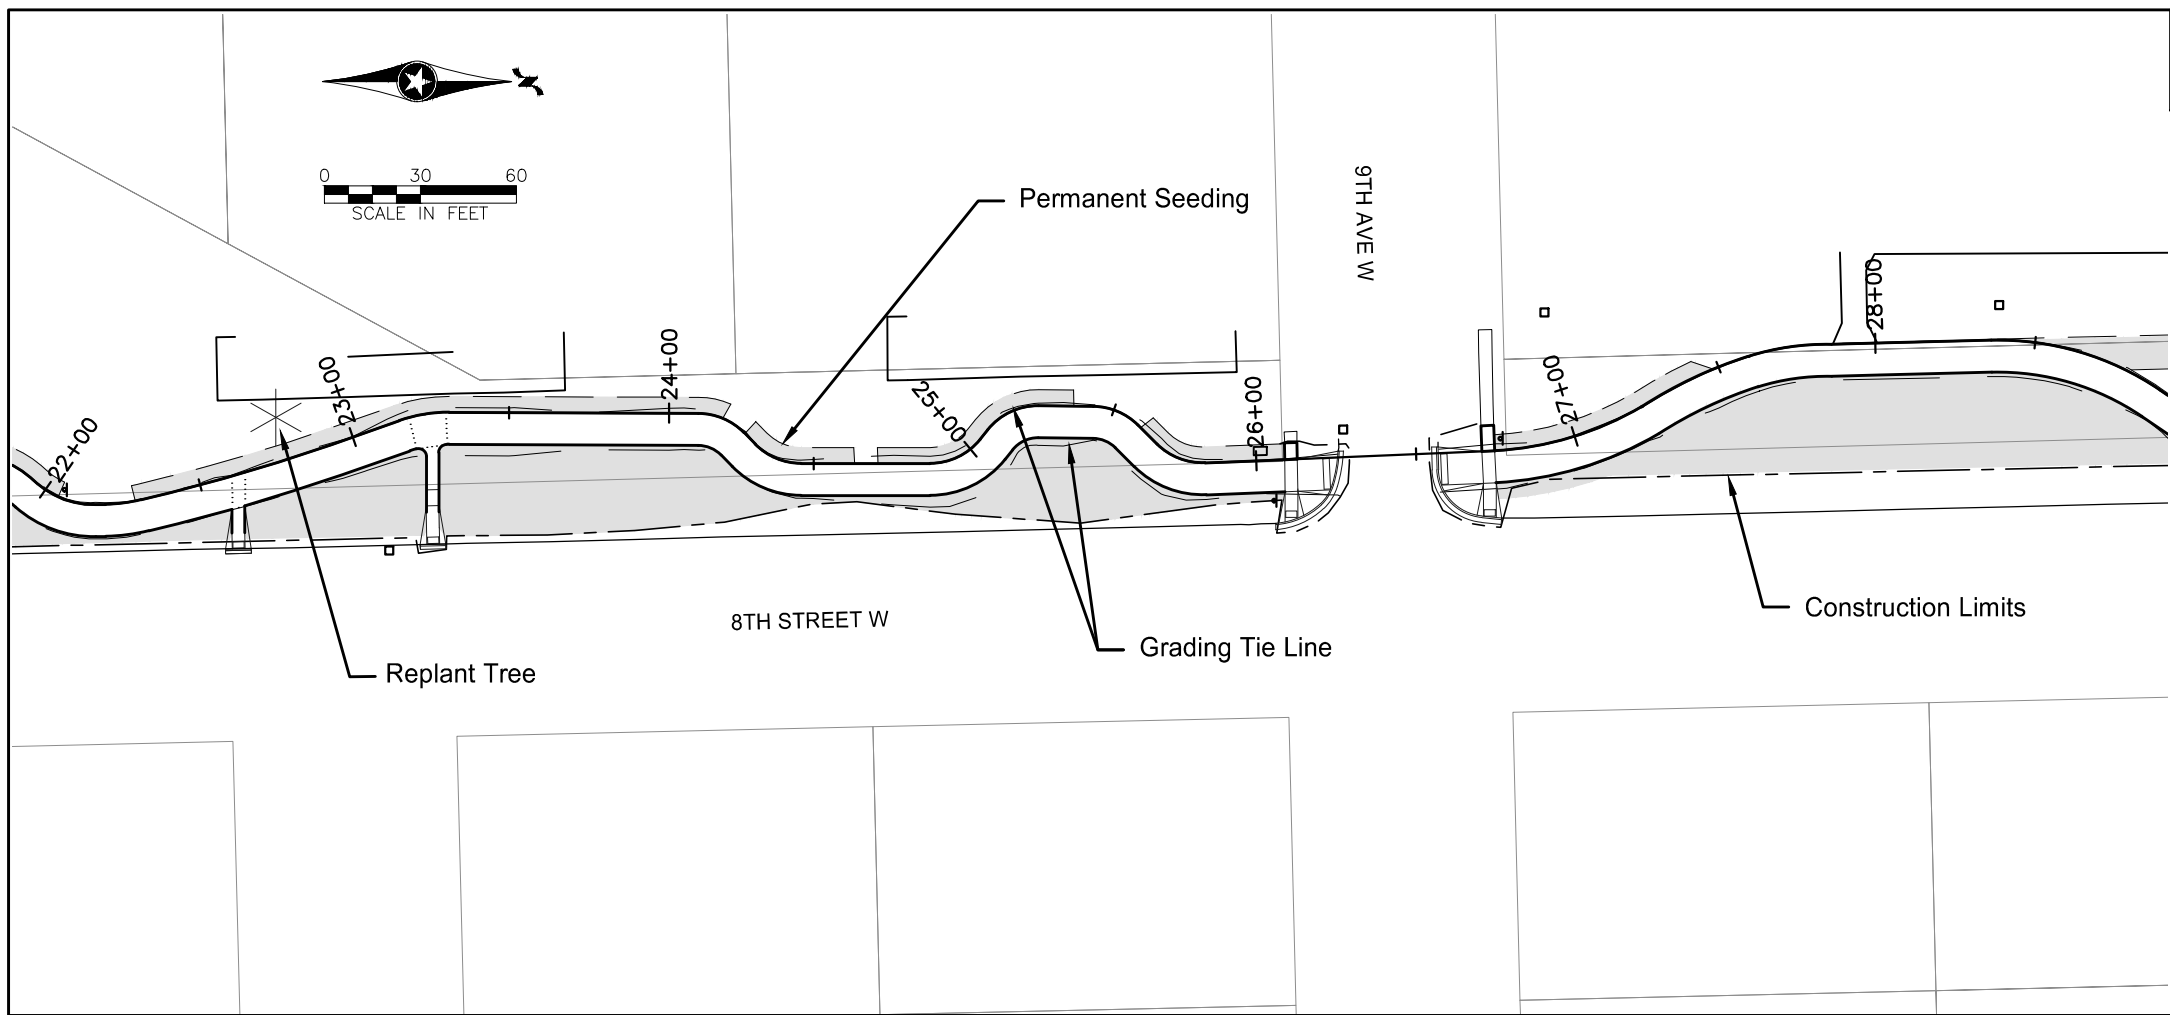 N
0 30 60
SCALE IN FEET
Permanent Seeding
9TH AVE W
28+00
24+00
23+00
25+00
27+00
26+00
22+00
Construction Limits
8TH STREET W
Grading Tie Line
Replant Tree